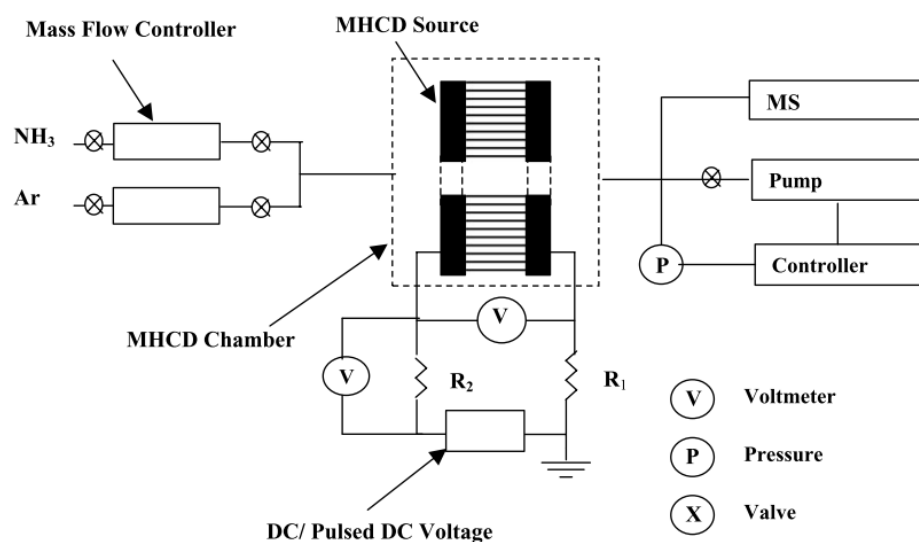 Mass Flow Controller
MHCD Source
NH₃
Ar
MS
Pump
P
Controller
MHCD Chamber
V
V
R₂
R₁
V Voltmeter
P Pressure
X Valve
DC/ Pulsed DC Voltage